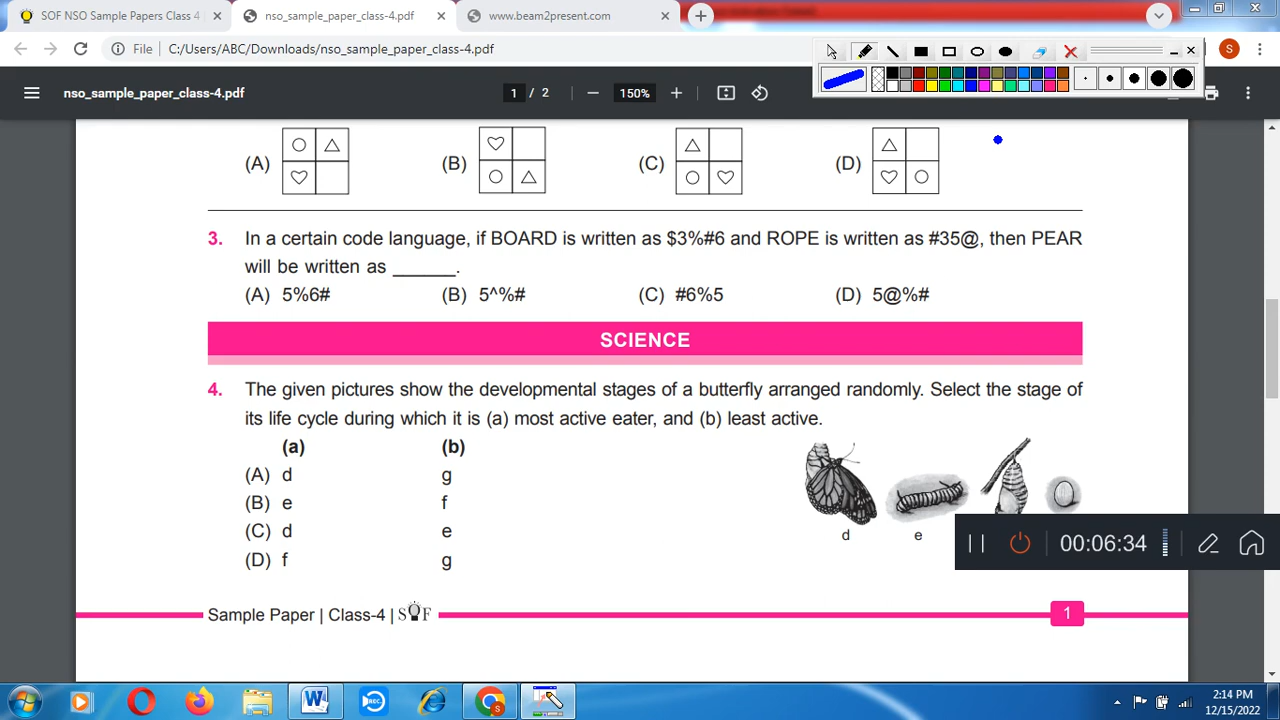 SOF NSO Sample Papers Class 4
nso_sample_paper_class-4.pdf
www.beam2present.com
File
C:/Users/ABC/Downloads/nso_sample_paper_class-4.pdf
S
nso_sample_paper_class-4.pdf
1 / 2
150%
(A) (B) (C) (D)
3. In a certain code language, if BOARD is written as $3%#6 and ROPE is written as #35@, then PEAR
will be written as ______.
(A) 5%6# (B) 5^%# (C) #6%5 (D) 5@%#
SCIENCE
4. The given pictures show the developmental stages of a butterfly arranged randomly. Select the stage of
its life cycle during which it is (a) most active eater, and (b) least active.
(a) (b)
(A) d g
(B) e f
(C) d e
(D) f g
d e
00:06:34
Sample Paper | Class-4 | SOF
1
2:14 PM
12/15/2022